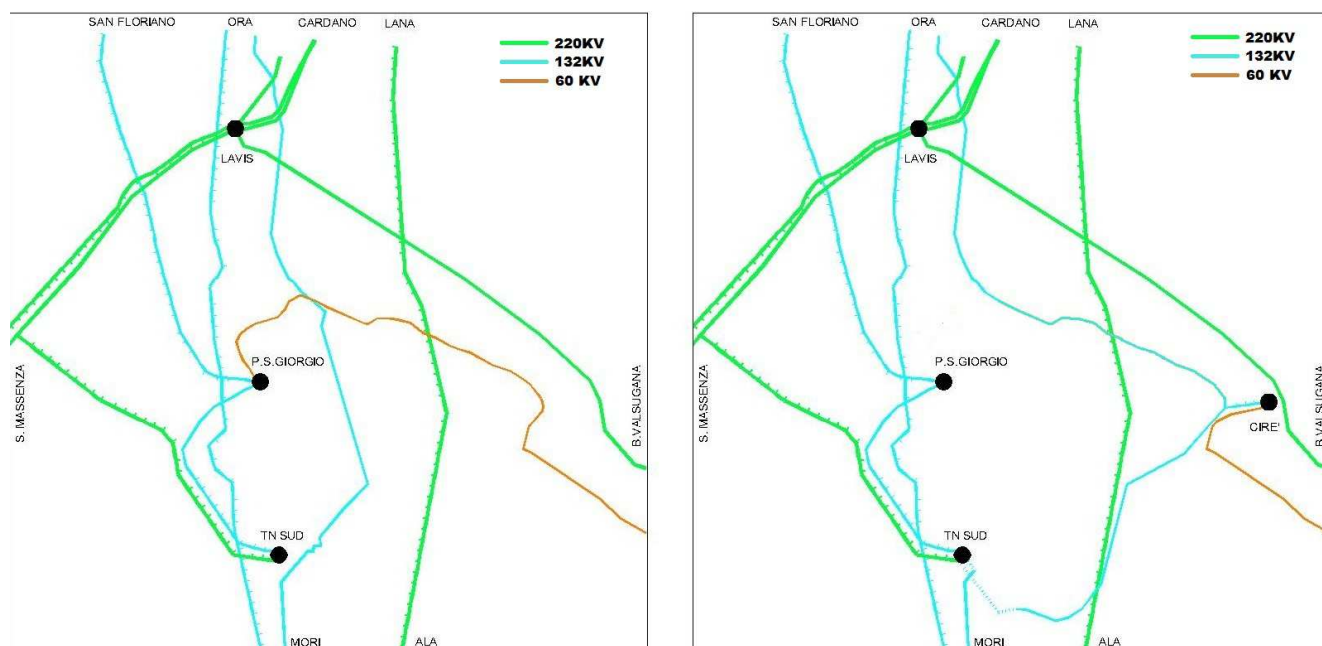 SAN FLORIANO ORA CARDANO LANA
220KV
132KV
60 KV
LAVIS
P.S.GIORGIO
S. MASSENZA
B.VALSUGANA
TN SUD
MORI ALA
SAN FLORIANO ORA CARDANO LANA
220KV
132KV
60 KV
LAVIS
P.S.GIORGIO
S. MASSENZA
B.VALSUGANA
CIRE'
TN SUD
MORI ALA